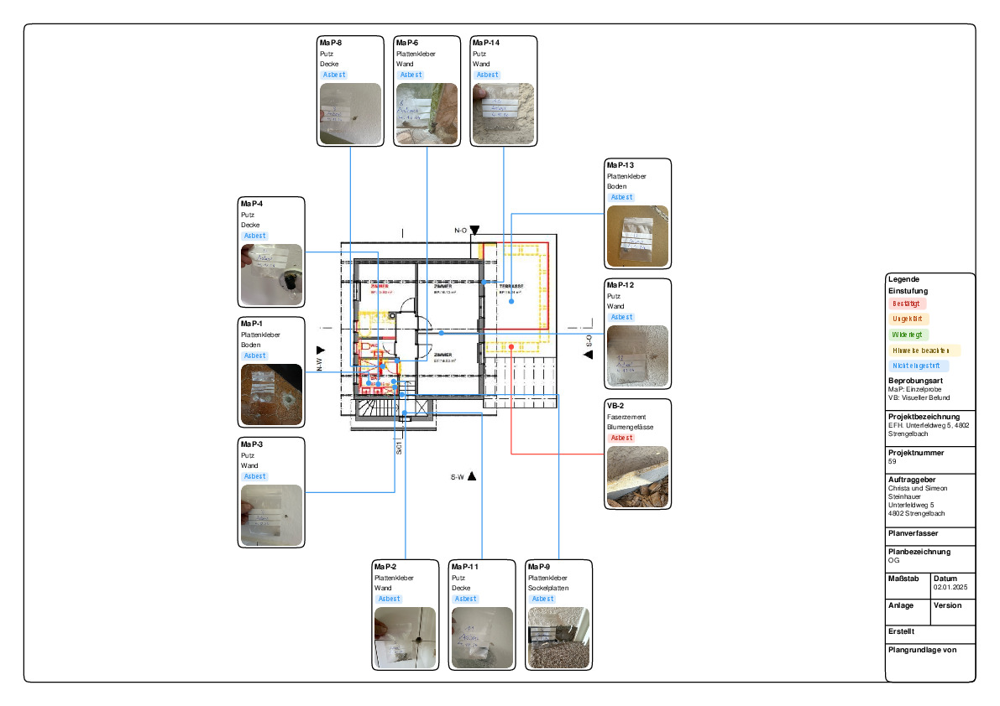 MaP-8
Putz
Decke
Asbest
MaP-6
Plattenkleber
Wand
Asbest
MaP-14
Putz
Wand
Asbest
MaP-13
Plattenkleber
Boden
Asbest
MaP-4
Putz
Decke
Asbest
MaP-12
Putz
Wand
Asbest
MaP-1
Plattenkleber
Boden
Asbest
VB-2
Faserzement
Blumengefässe
Asbest
MaP-3
Putz
Wand
Asbest
MaP-2
Plattenkleber
Wand
Asbest
MaP-11
Putz
Decke
Asbest
MaP-9
Plattenkleber
Sockelplatten
Asbest
N-O
ZIMMER
ZIMMER
TERRASSE
ZIMMER
N-W
S-O
S-W
Legende
Einstufung
Bestätigt
Ungeklärt
Widerlegt
Hinweise beachten
Nicht eingestuft
Beprobungsart
MaP: Einzelprobe
VB: Visueller Befund
Projektbezeichnung
EFH. Unterfeldweg 5, 4802
Strengelbach
Projektnummer
59
Auftraggeber
Christa und Simeon
Steinhauer
Unterfeldweg 5
4802 Strengelbach
Planverfasser
Planbezeichnung
OG
Maßstab
Datum
02.01.2025
Anlage
Version
Erstellt
Plangrundlage von